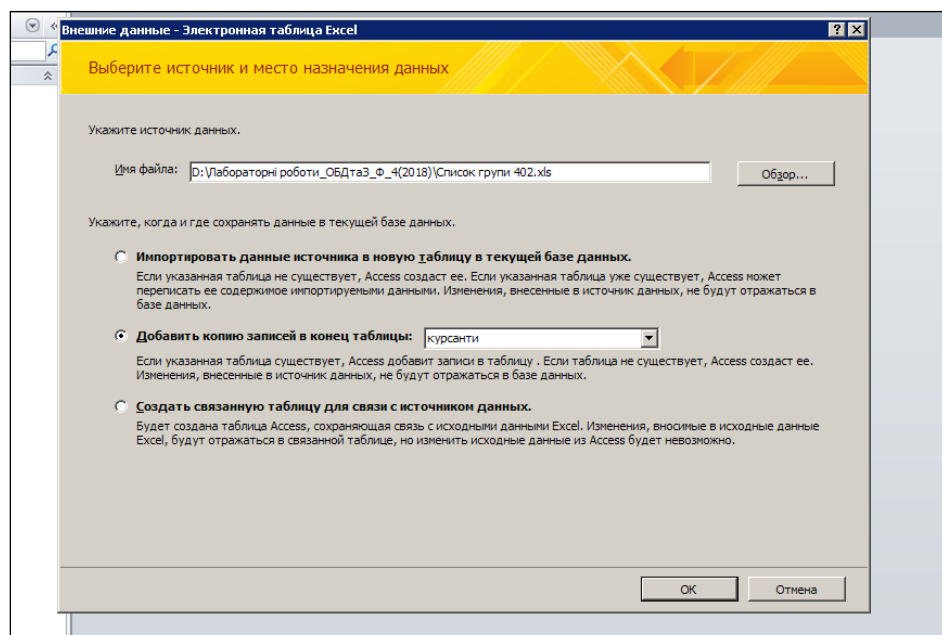 Внешние данные - Электронная таблица Excel
Выберите источник и место назначения данных
Укажите источник данных.
Имя файла: D:\Лабораторні роботи_ОБДтаЗ_Ф_4(2018)\Список групи 402.xls Обзор...
Укажите, когда и где сохранять данные в текущей базе данных.
Импортировать данные источника в новую таблицу в текущей базе данных.
Если указанная таблица не существует, Access создаст ее. Если указанная таблица уже существует, Access может
переписать ее содержимое импортируемыми данными. Изменения, внесенные в источник данных, не будут отражаться в
базе данных.
Добавить копию записей в конец таблицы: курсанти
Если указанная таблица существует, Access добавит записи в таблицу . Если таблица не существует, Access создаст ее.
Изменения, внесенные в источник данных, не будут отражаться в базе данных.
Создать связанную таблицу для связи с источником данных.
Будет создана таблица Access, сохраняющая связь с исходными данными Excel. Изменения, вносимые в исходные данные
Excel, будут отражаться в связанной таблице, но изменить исходные данные из Access будет невозможно.
ОК Отмена